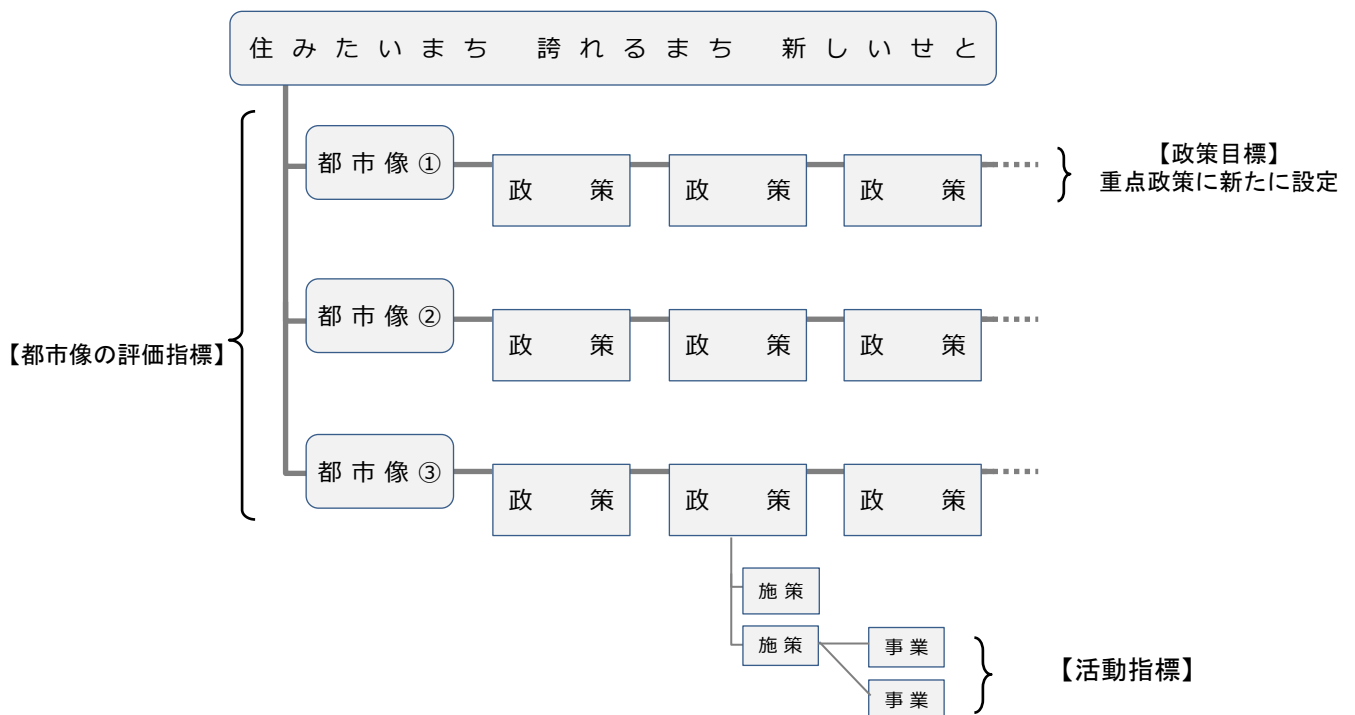 住みたいまち 誇れるまち 新しいせと
都市像①
政策
政策
政策
【政策目標】
重点政策に新たに設定
都市像②
政策
政策
政策
【都市像の評価指標】
都市像③
政策
政策
政策
施策
施策
事業
事業
【活動指標】